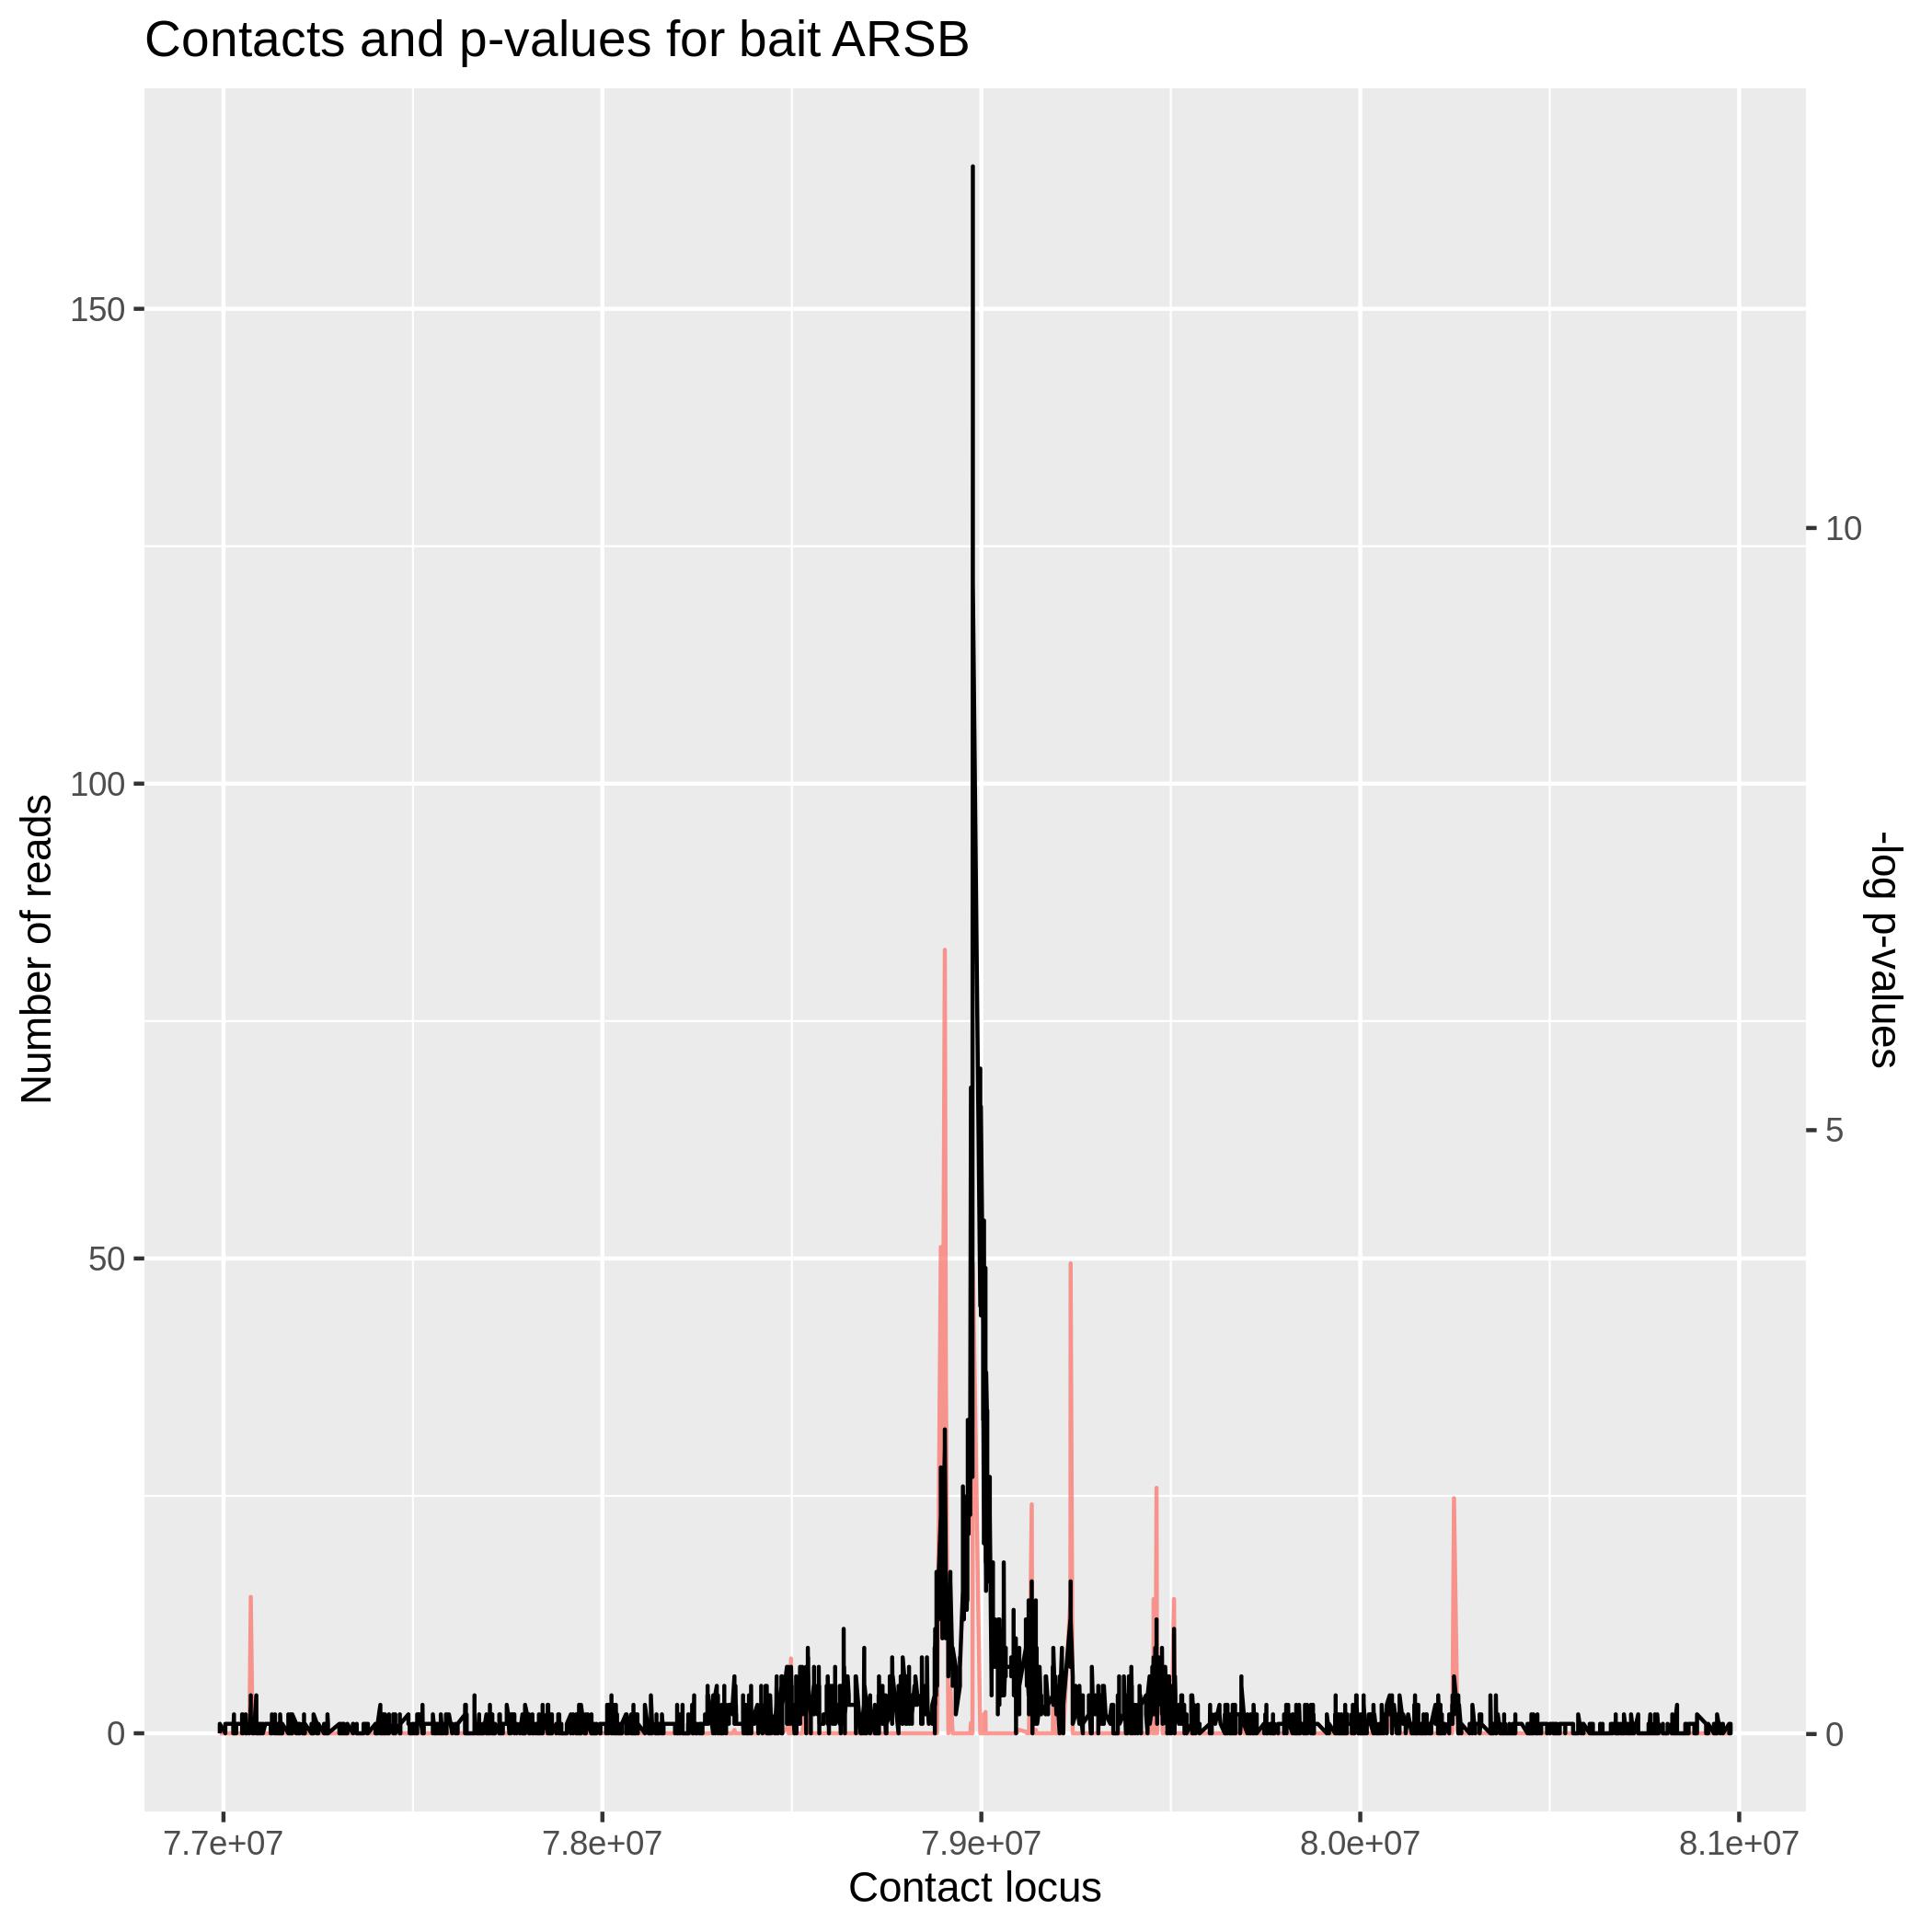 Contacts and p-values for bait ARSB
150
100
50
0
Number of reads
10
5
0
-log p-values
7.7e+07
7.8e+07
7.9e+07
8.0e+07
8.1e+07
Contact locus